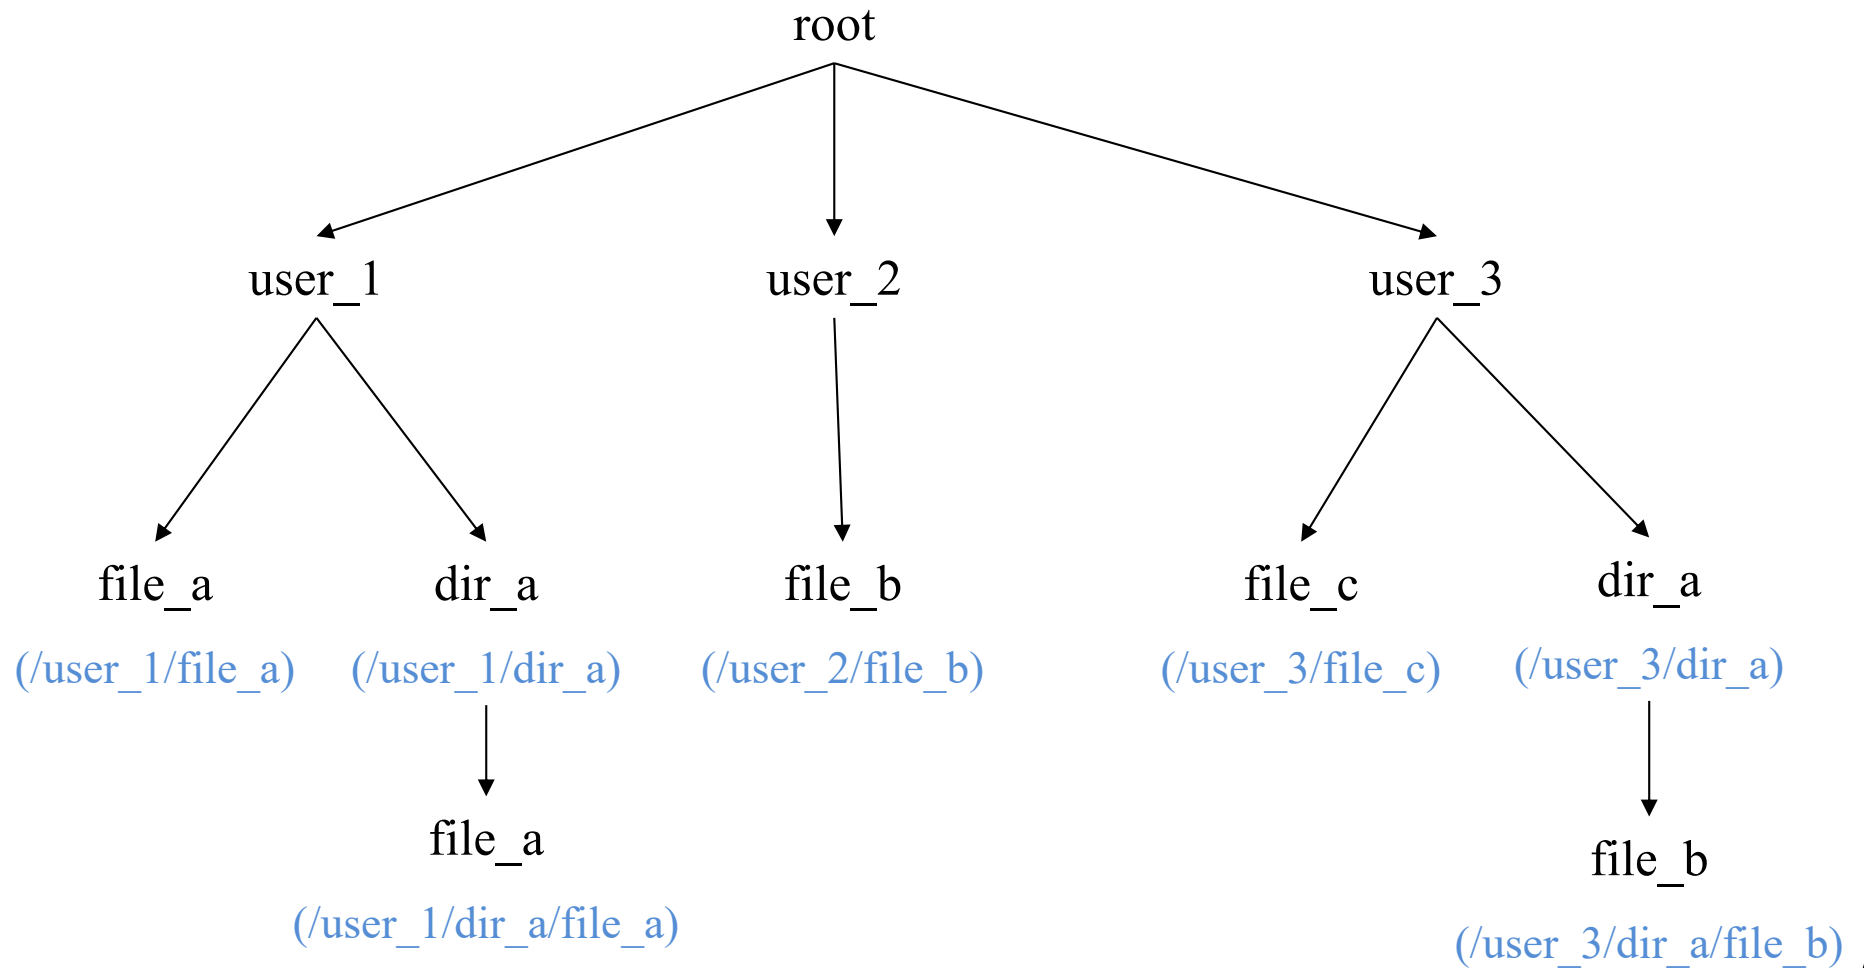 root
user_1
user_2
user_3
file_a
dir_a
file_b
file_c
dir_a
(/user_1/file_a)
(/user_1/dir_a)
(/user_2/file_b)
(/user_3/file_c)
(/user_3/dir_a)
file_a
file_b
(/user_1/dir_a/file_a)
(/user_3/dir_a/file_b)